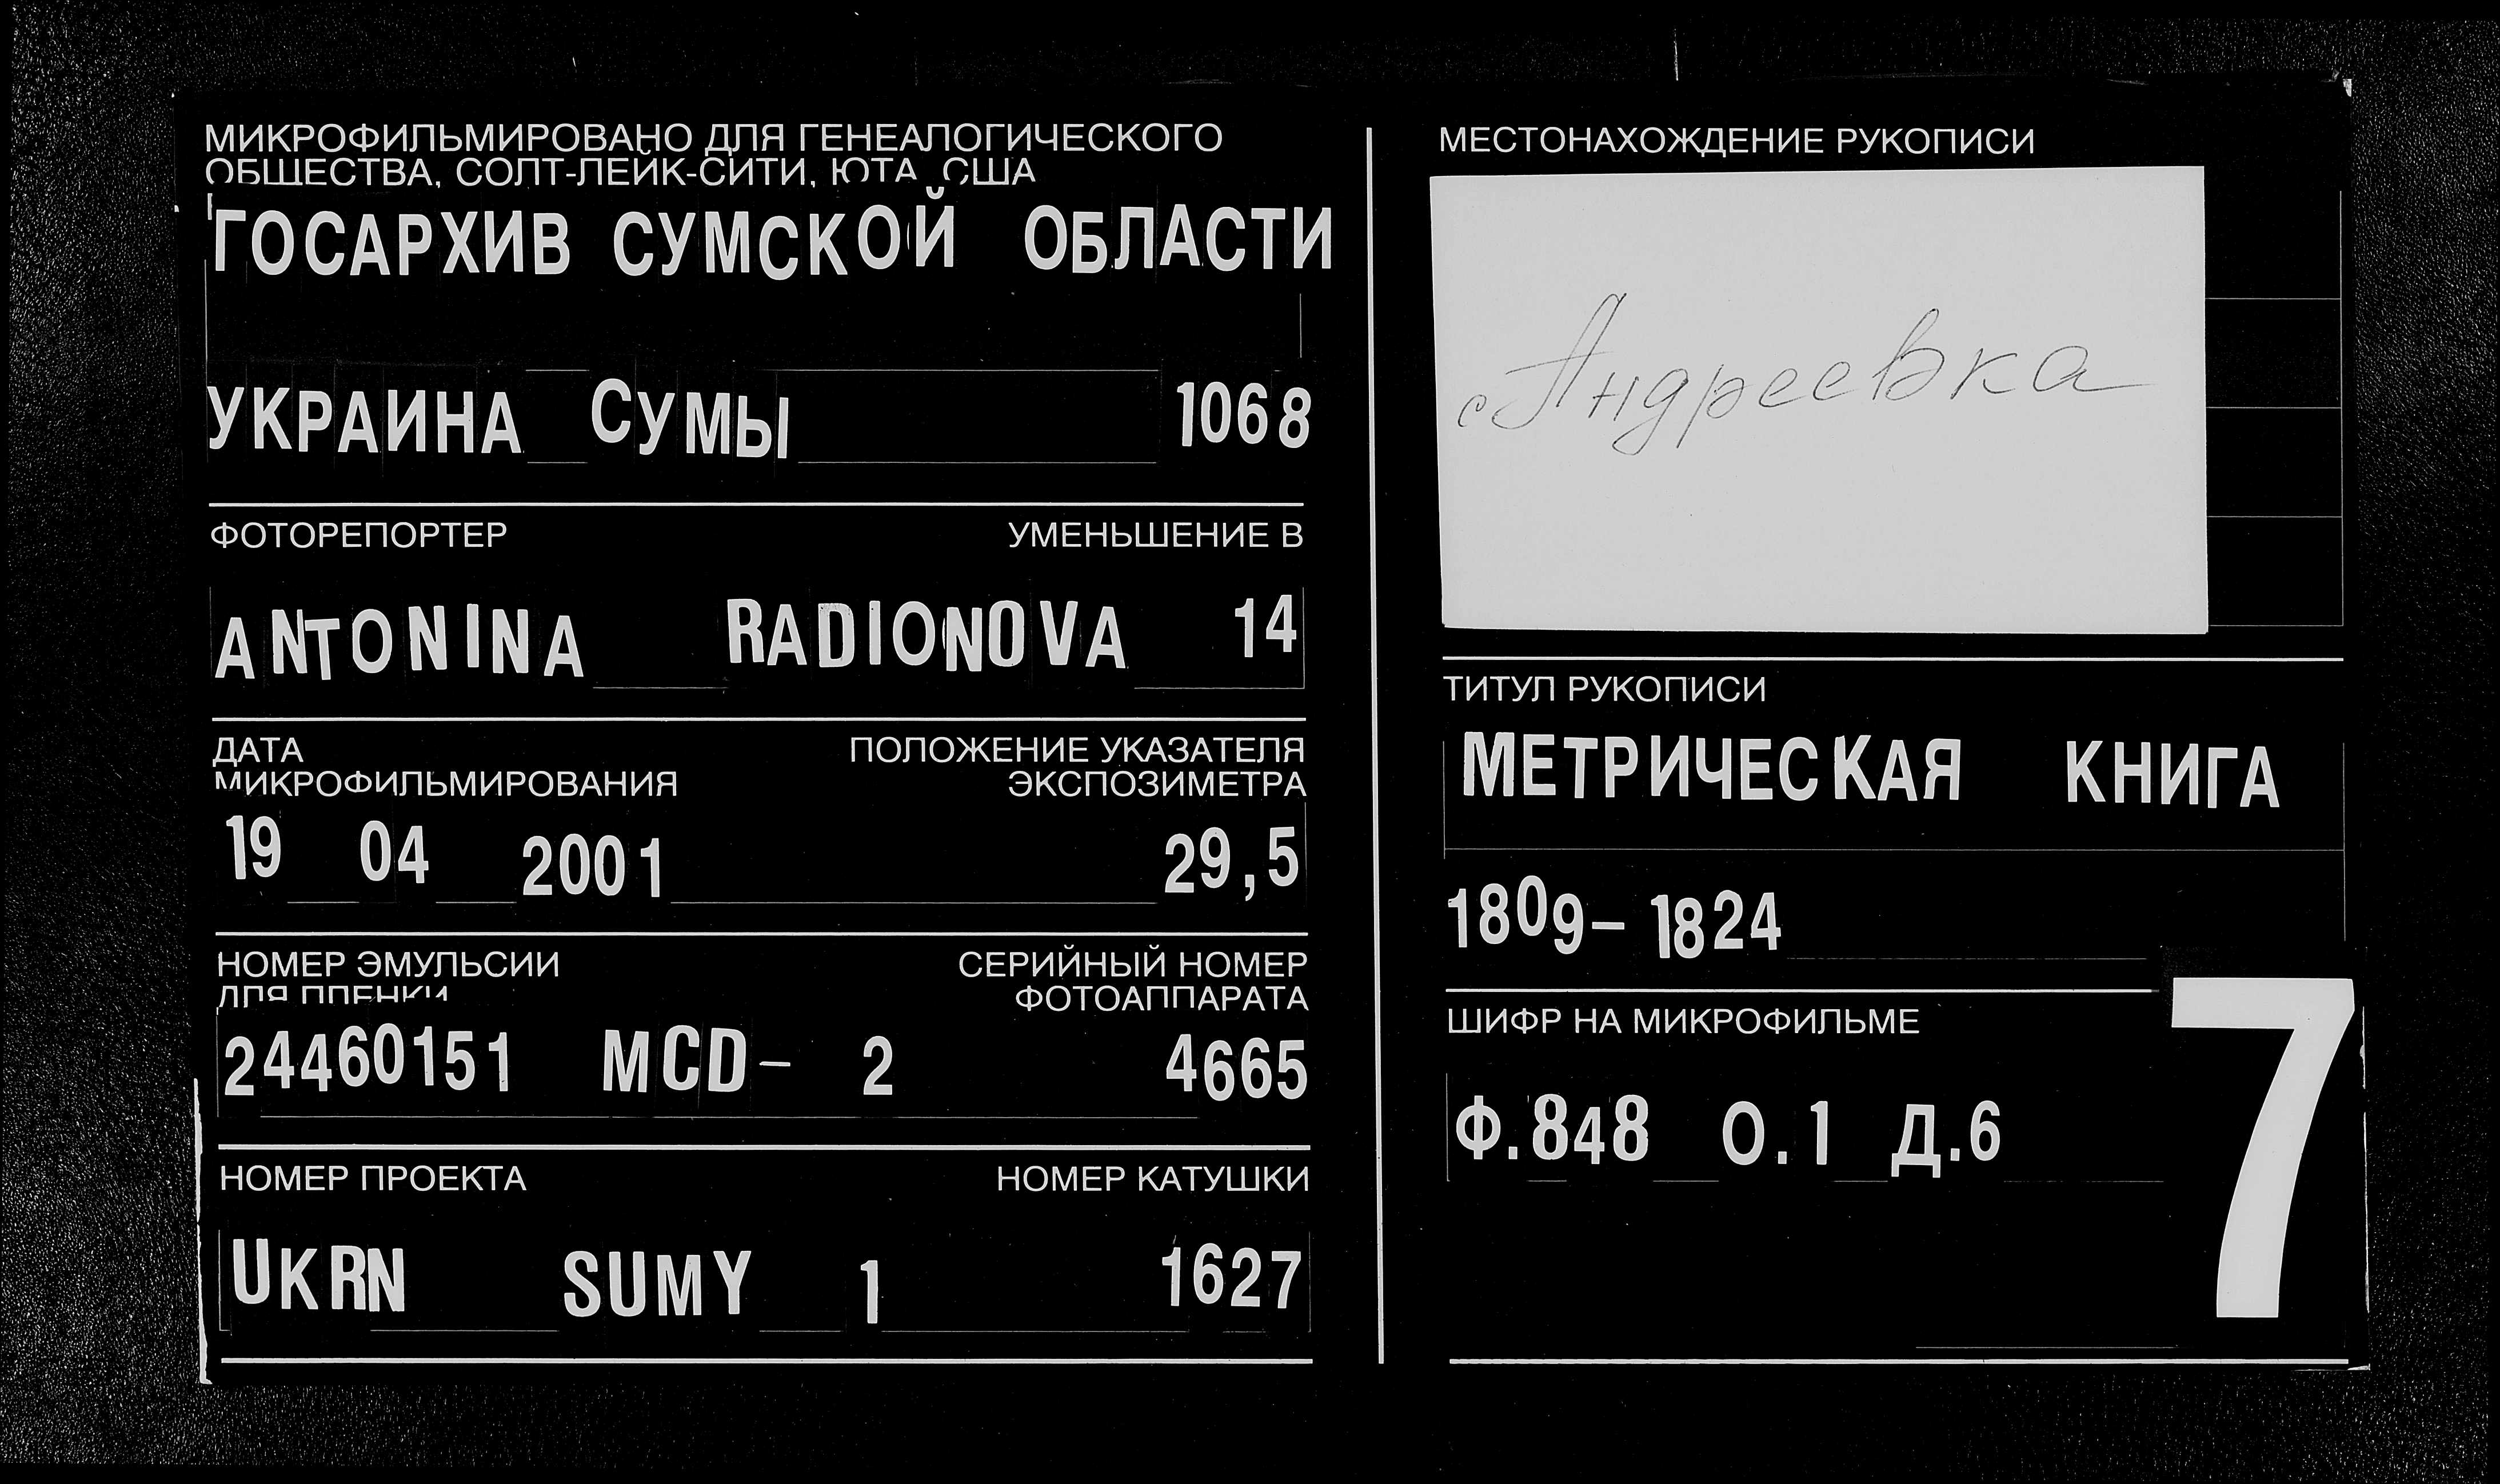 МИКРОФИЛЬМИРОВАНО ДЛЯ ГЕНЕАЛОГИЧЕСКОГО
ОБЩЕСТВА, СОЛТ-ЛЕЙК-СИТИ, ЮТА, США
ГОСАРХИВ СУМСКОЙ ОБЛАСТИ
УКРАИНА СУМЫ 1068
ФОТОРЕПОРТЕР УМЕНЬШЕНИЕ В
ANTONINA RADIONOVA 14
ДАТА ПОЛОЖЕНИЕ УКАЗАТЕЛЯ
МИКРОФИЛЬМИРОВАНИЯ ЭКСПОЗИМЕТРА
19 04 2001 29,5
НОМЕР ЭМУЛЬСИИ СЕРИЙНЫЙ НОМЕР
ДЛЯ ПЛЕНКИ ФОТОАППАРАТА
24460151 MCD- 2 4665
НОМЕР ПРОЕКТА НОМЕР КАТУШКИ
UKRN SUMY 1 1627
МЕСТОНАХОЖДЕНИЕ РУКОПИСИ
с Андреевка
ТИТУЛ РУКОПИСИ
МЕТРИЧЕСКАЯ КНИГА
1809- 1824
ШИФР НА МИКРОФИЛЬМЕ
Ф.848 О.1 Д.6
7